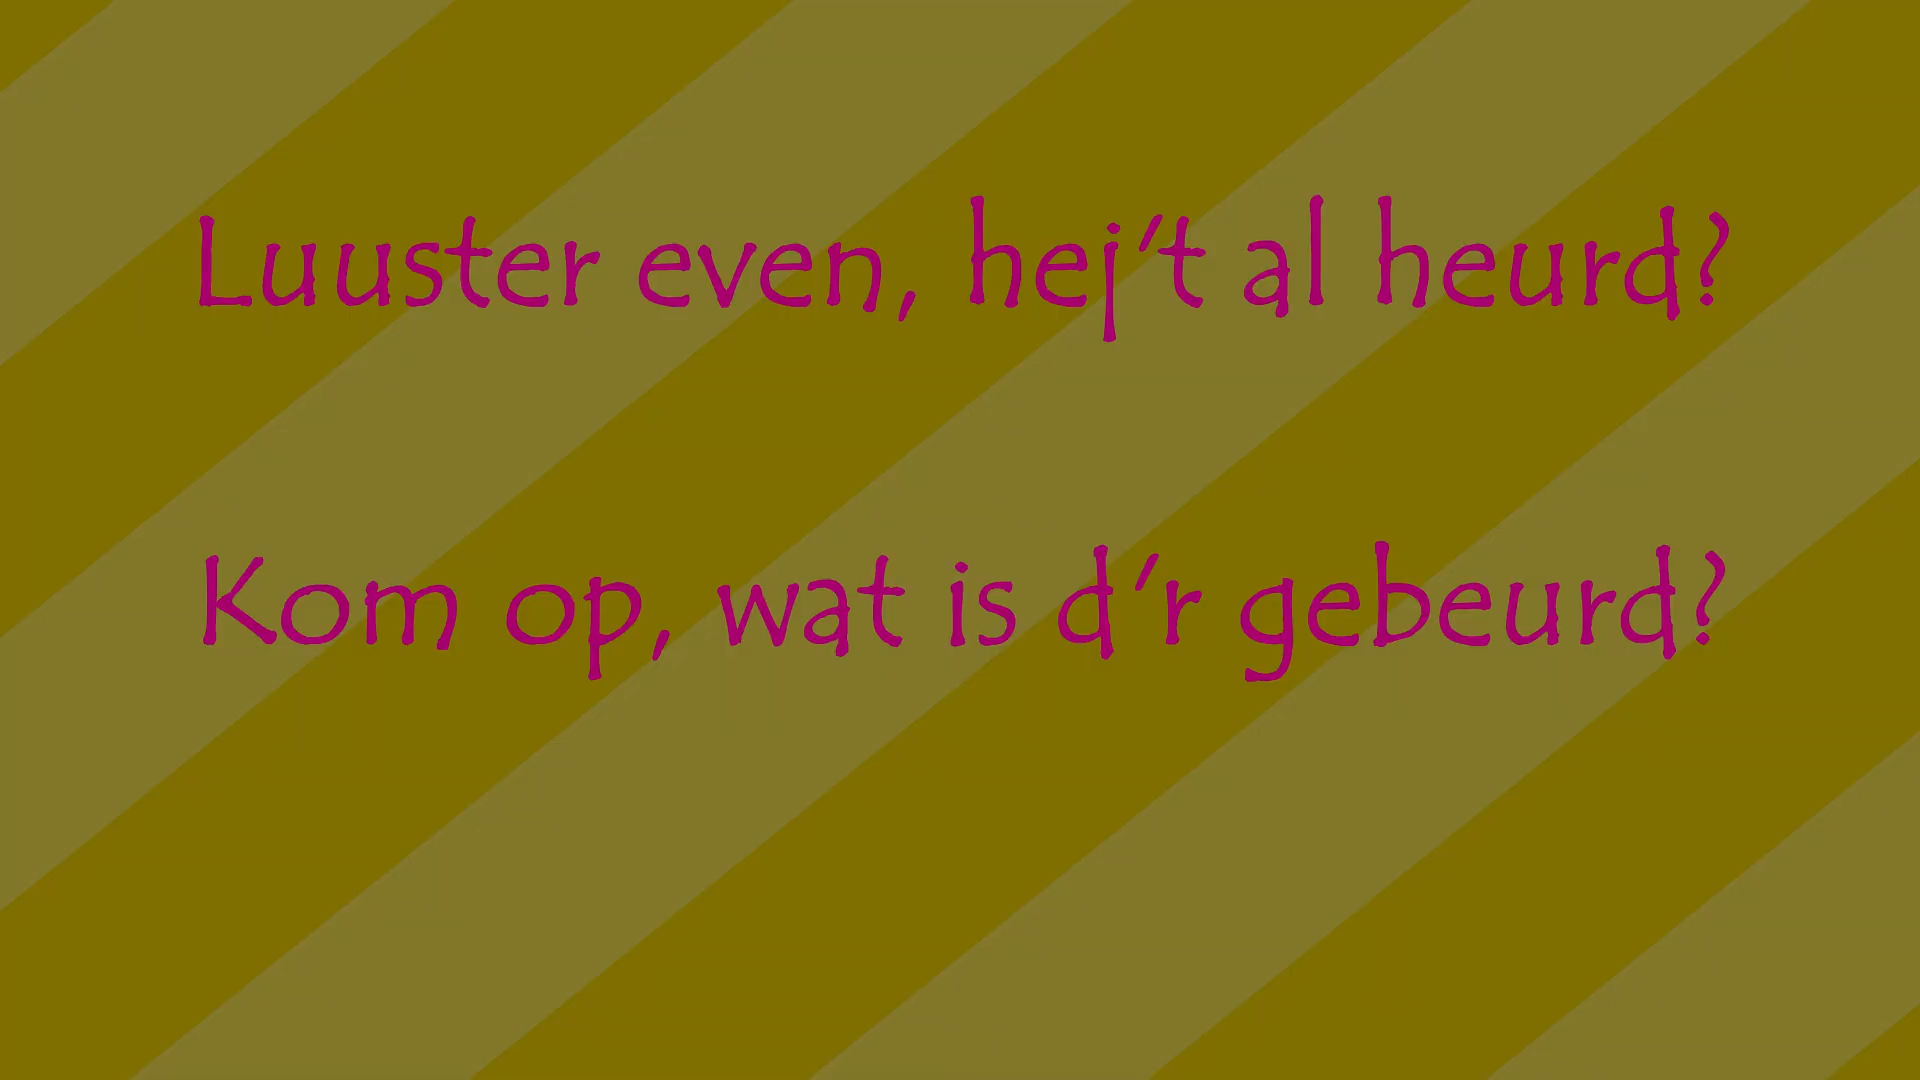 Luuster even, hej't al heurd?
Kom op, wat is d'r gebeurd?